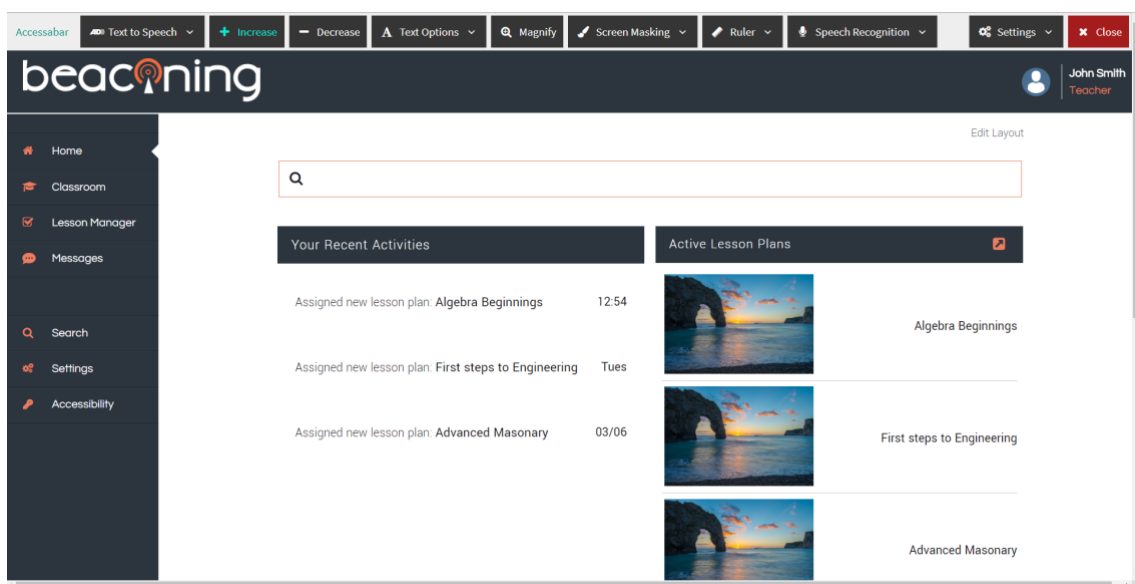 Accessabar Text to Speech Increase Decrease Text Options Magnify Screen Masking Ruler Speech Recognition Settings Close
beaconing
John Smith
Teacher
Edit Layout
Home
Classroom
Lesson Manager
Messages
Search
Settings
Accessibility
Your Recent Activities
Assigned new lesson plan: Algebra Beginnings 12:54
Assigned new lesson plan: First steps to Engineering Tues
Assigned new lesson plan: Advanced Masonary 03/06
Active Lesson Plans
Algebra Beginnings
First steps to Engineering
Advanced Masonary